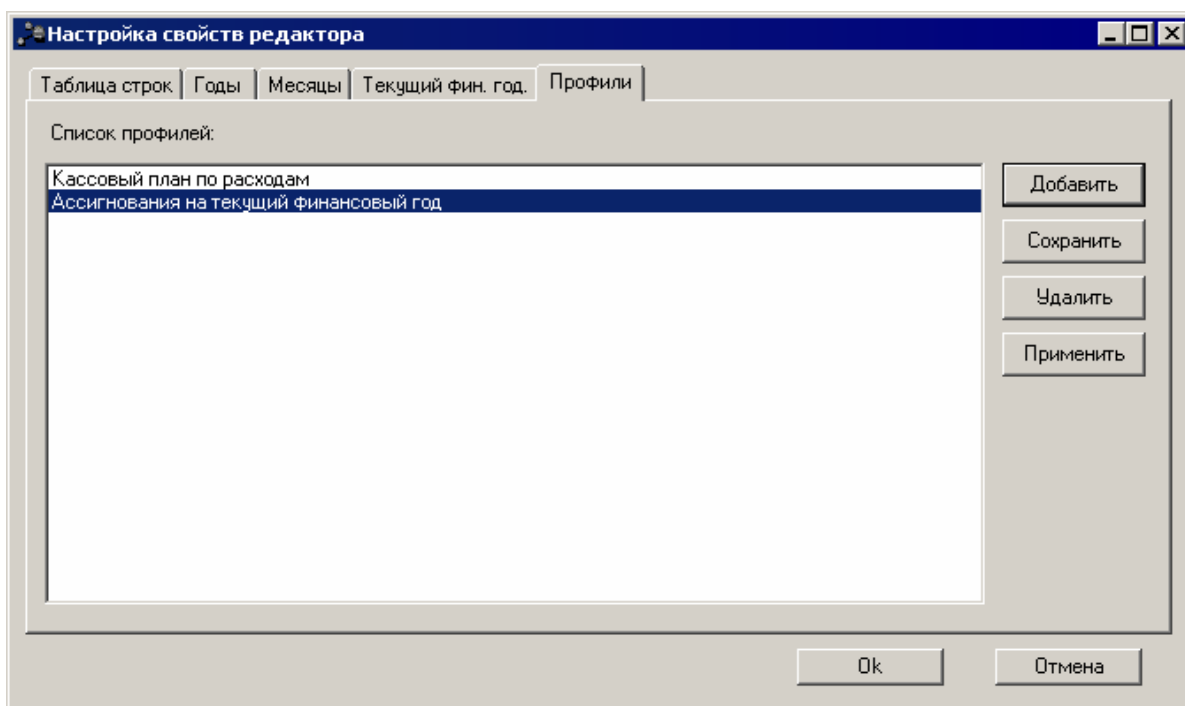 Настройка свойств редактора
Таблица строк Годы Месяцы Текущий фин. год. Профили
Список профилей:
Кассовый план по расходам
Ассигнования на текущий финансовый год
Добавить
Сохранить
Удалить
Применить
Ok Отмена